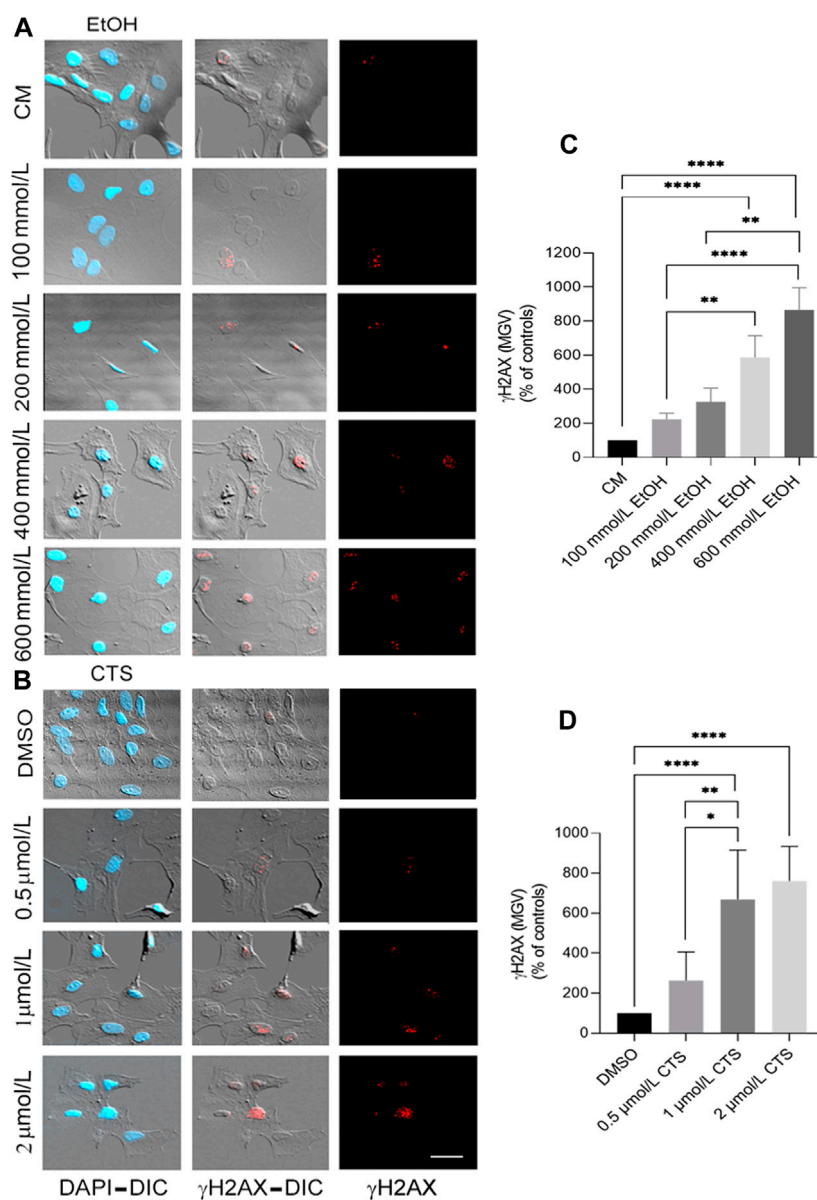 A
EtOH
CM
100 mmol/L
200 mmol/L
400 mmol/L
600 mmol/L
B
CTS
DMSO
0.5 µmol/L
1µmol/L
2 µmol/L
DAPI–DIC
γH2AX–DIC
γH2AX
C
****
****
**
****
**
γH2AX (MGV)
(% of controls)
1200
1000
800
600
400
200
0
CM
100 mmol/L EtOH
200 mmol/L EtOH
400 mmol/L EtOH
600 mmol/L EtOH
D
****
****
**
*
γH2AX (MGV)
(% of controls)
1000
800
600
400
200
0
DMSO
0.5 µmol/L CTS
1 µmol/L CTS
2 µmol/L CTS